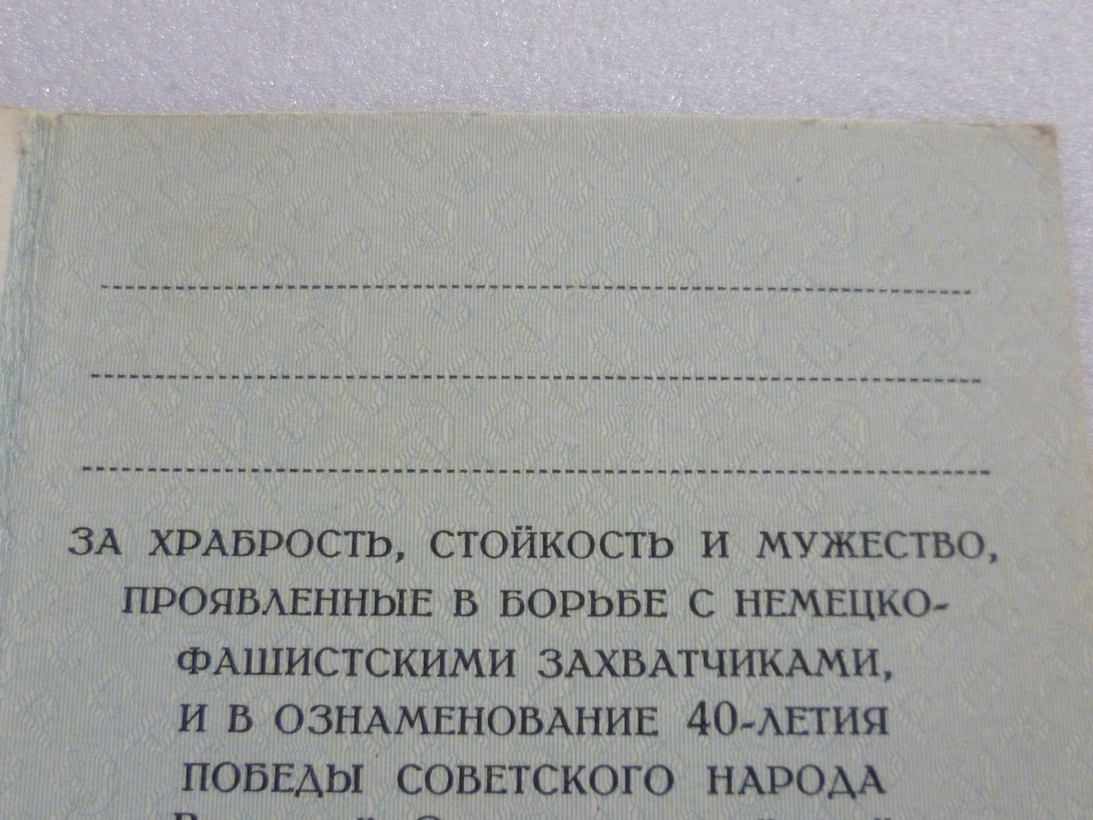 ЗА ХРАБРОСТЬ, СТОЙКОСТЬ И МУЖЕСТВО,
ПРОЯВЛЕННЫЕ В БОРЬБЕ С НЕМЕЦКО-
ФАШИСТСКИМИ ЗАХВАТЧИКАМИ,
И В ОЗНАМЕНОВАНИЕ 40-ЛЕТИЯ
ПОБЕДЫ СОВЕТСКОГО НАРОДА